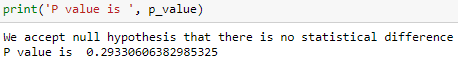 print('P value is ', p_value)
We accept null hypothesis that there is no statistical difference
P value is  0.29330606382985325